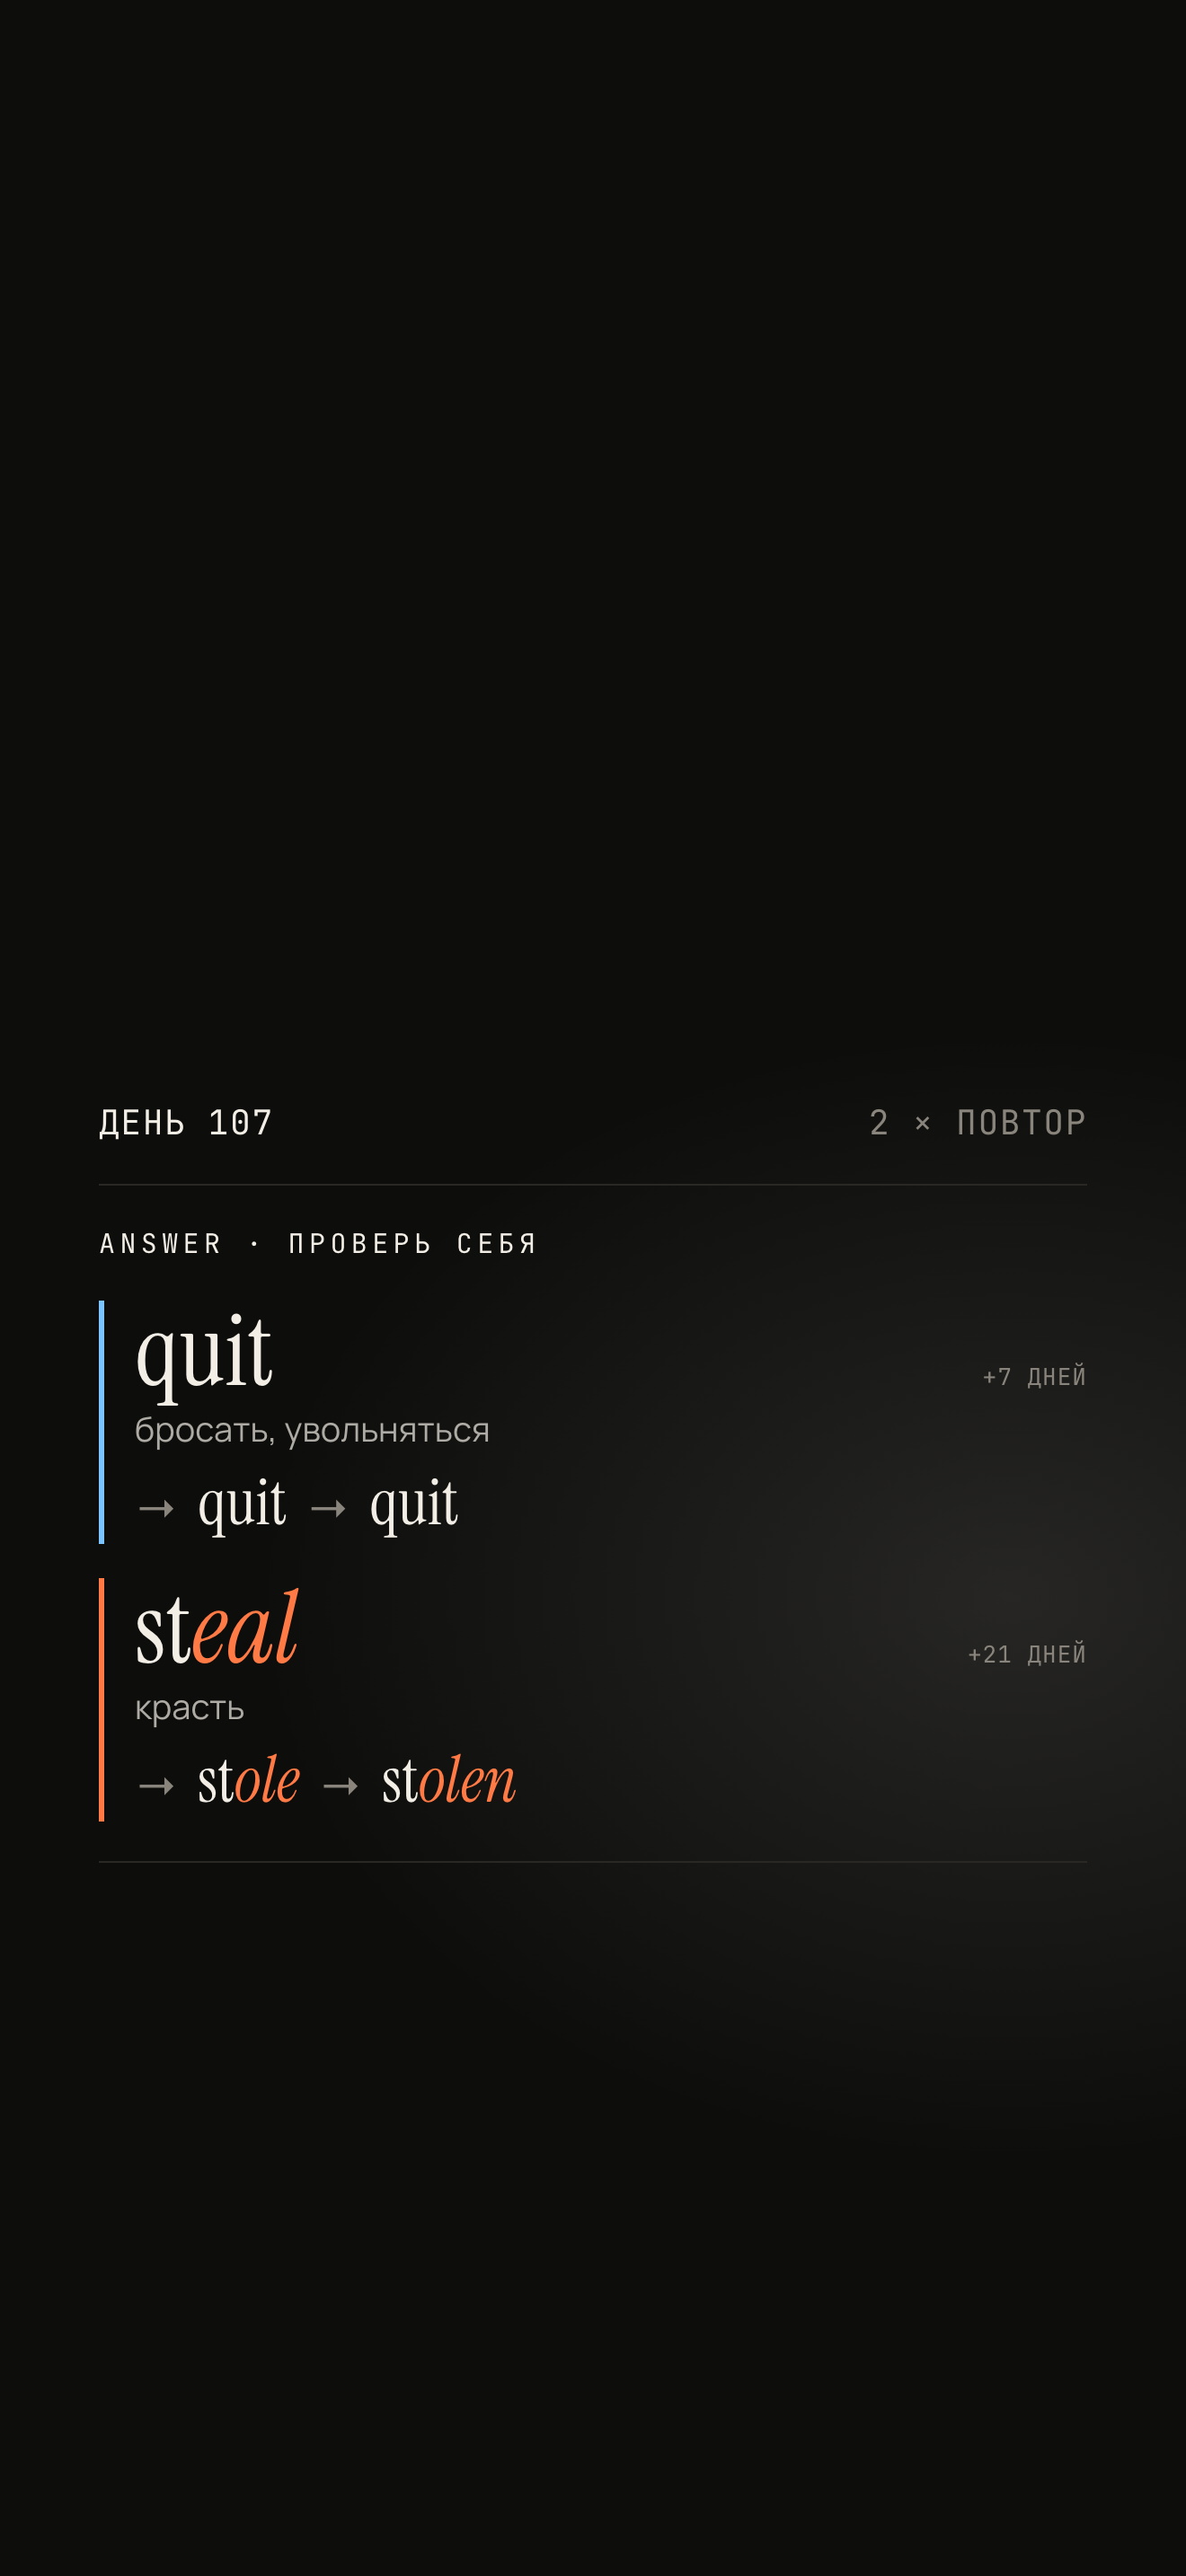 ДЕНЬ 107
2 × ПОВТОР
ANSWER · ПРОВЕРЬ СЕБЯ
quit
+7 ДНЕЙ
бросать, увольняться
→ quit → quit
steal
+21 ДНЕЙ
красть
→ stole → stolen